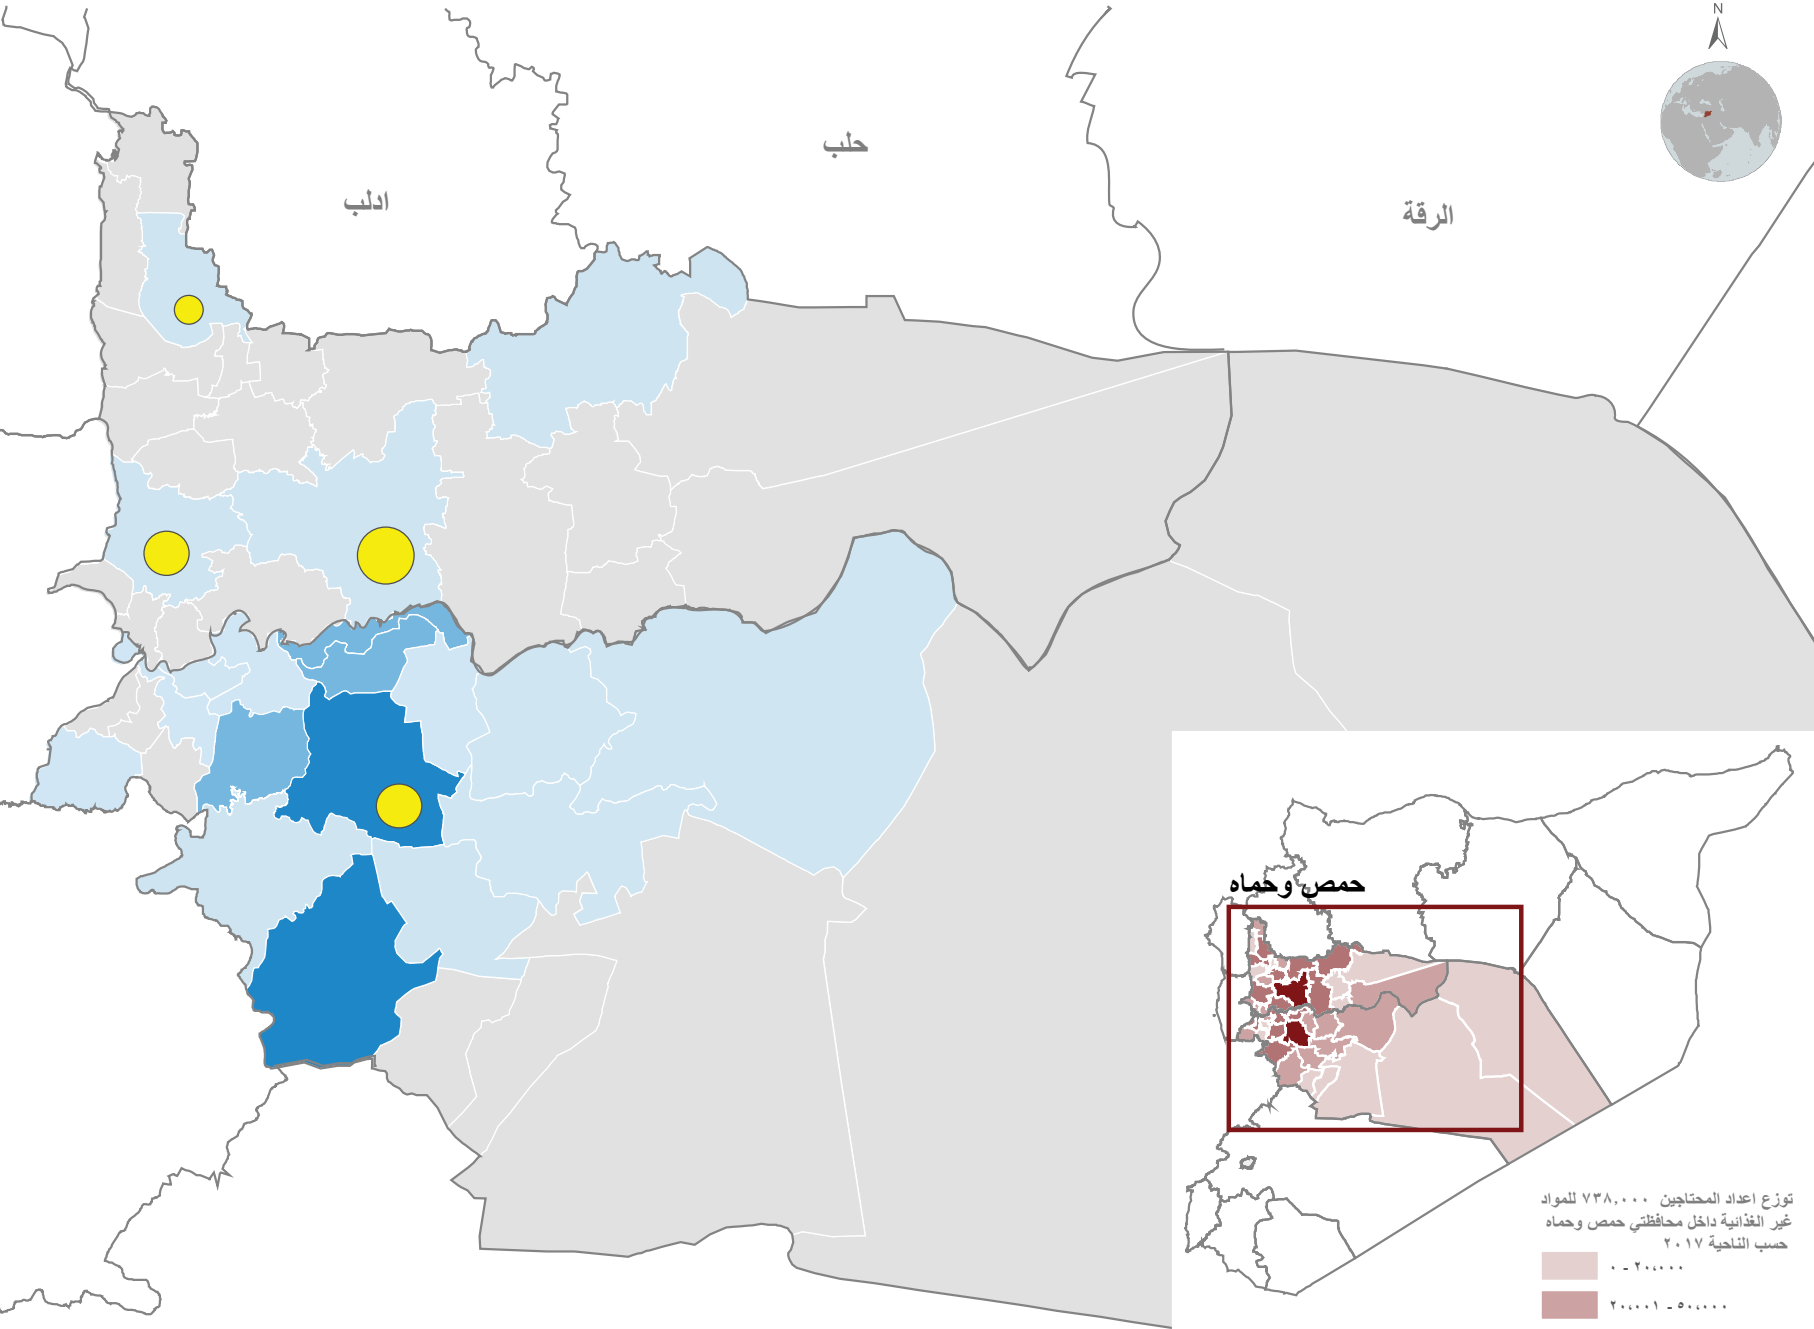 N
حلب
ادلب
الرقة
حمص وحماه
توزع اعداد المحتاجين ٧٣٨,٠٠٠ للمواد
غير الغذائية داخل محافظتي حمص وحماه
حسب الناحية ٢٠١٧
٠ - ٢٠,٠٠٠
٢٠,٠٠١ - ٥٠,٠٠٠